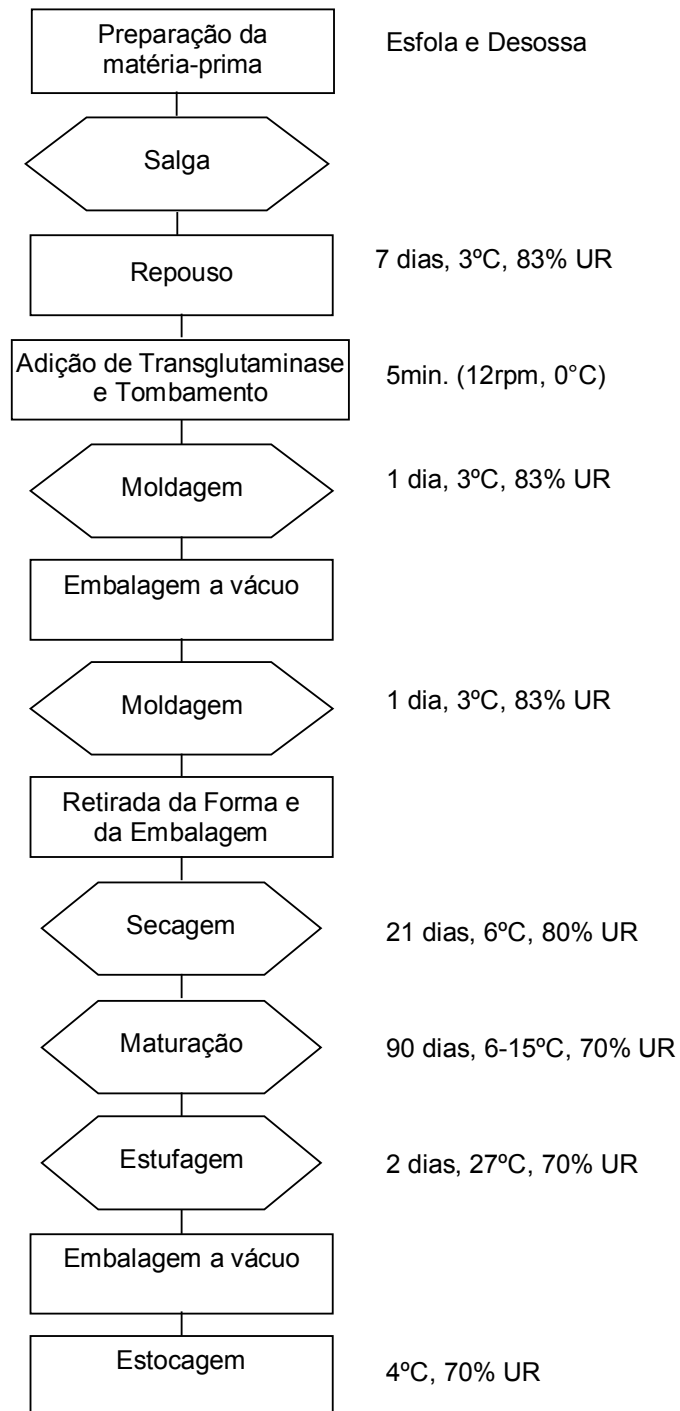 Preparação da
matéria-prima
Esfola e Desossa
Salga
Repouso
7 dias, 3ºC, 83% UR
Adição de Transglutaminase
e Tombamento
5min. (12rpm, 0°C)
Moldagem
1 dia, 3ºC, 83% UR
Embalagem a vácuo
Moldagem
1 dia, 3ºC, 83% UR
Retirada da Forma e
da Embalagem
Secagem
21 dias, 6ºC, 80% UR
Maturação
90 dias, 6-15ºC, 70% UR
Estufagem
2 dias, 27ºC, 70% UR
Embalagem a vácuo
Estocagem
4ºC, 70% UR